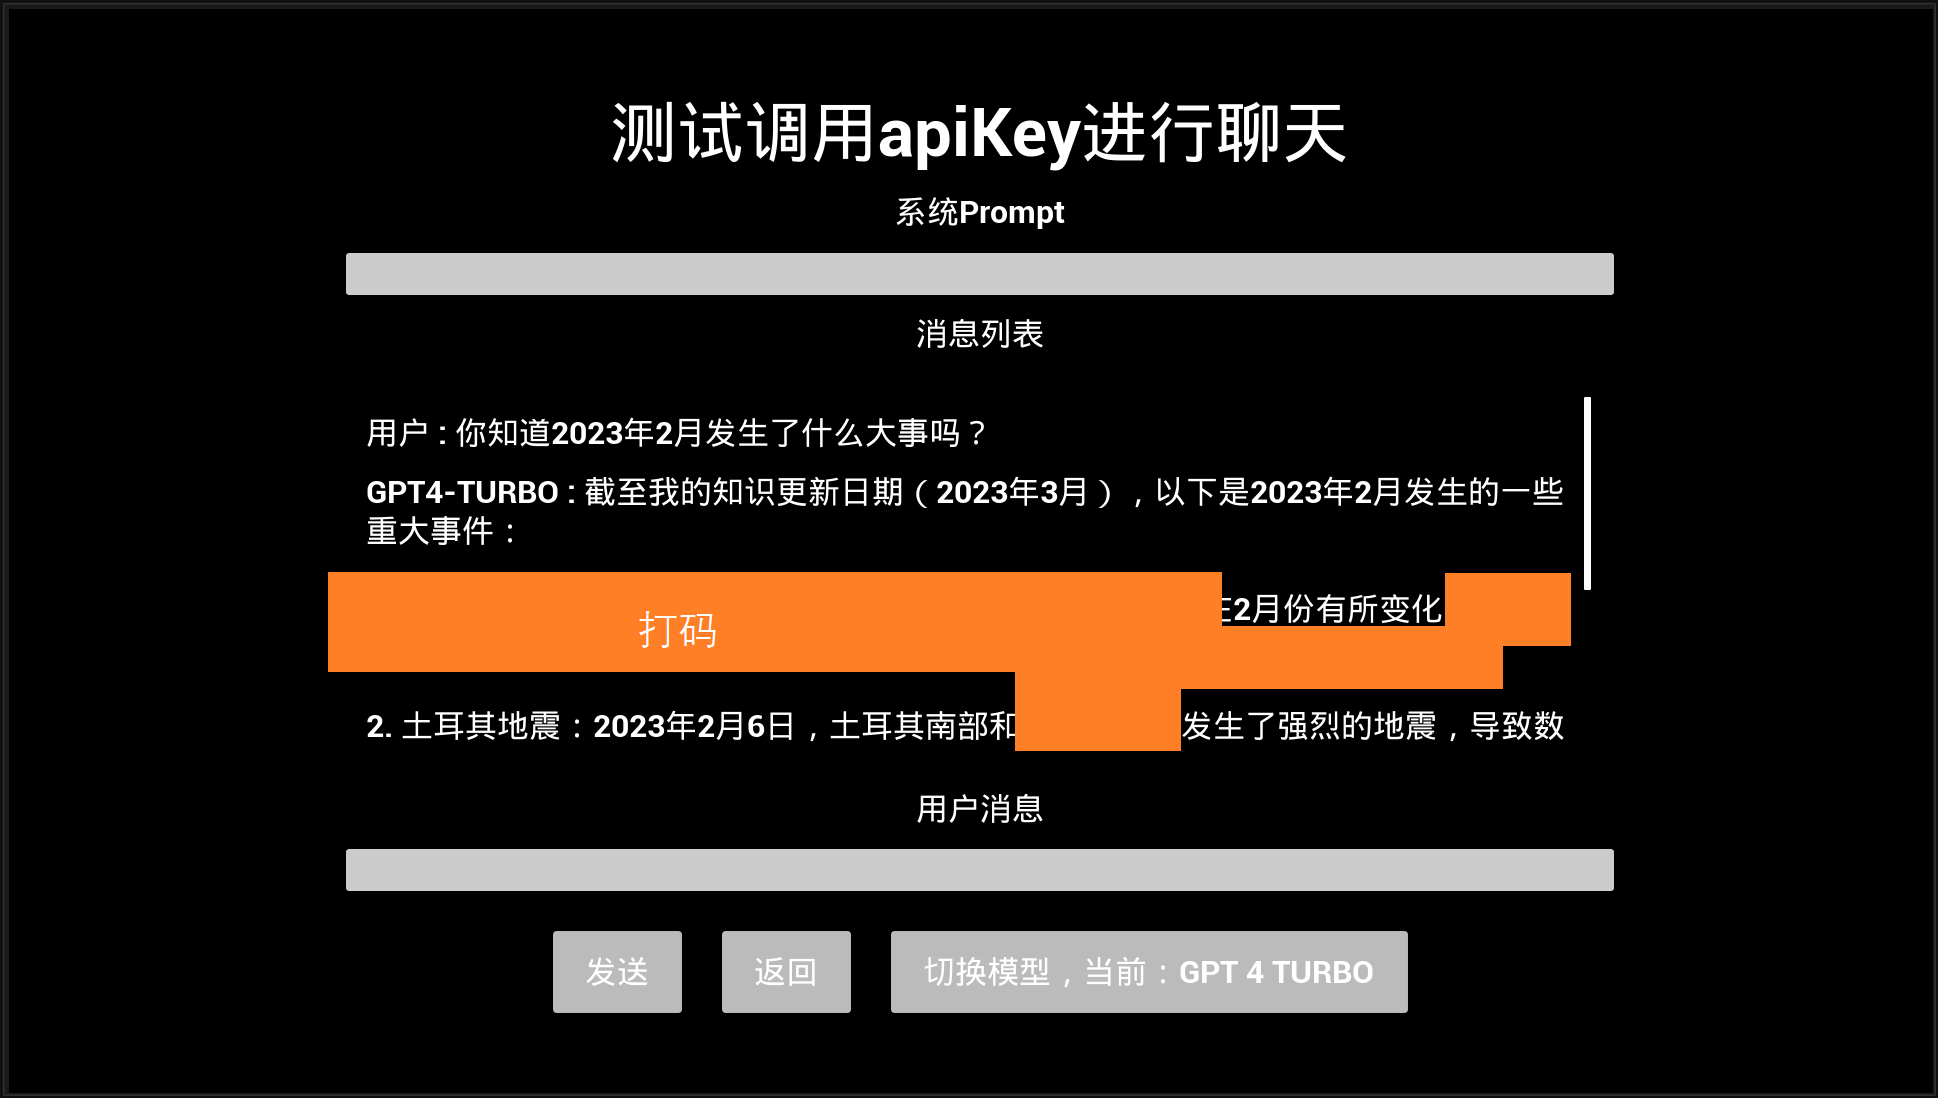 测试调用apiKey进行聊天
系统Prompt
消息列表
用户 : 你知道2023年2月发生了什么大事吗？
GPT4-TURBO : 截至我的知识更新日期（2023年3月），以下是2023年2月发生的一些
重大事件：
打码
2月份有所变化
2. 土耳其地震：2023年2月6日，土耳其南部和 发生了强烈的地震，导致数
用户消息
发送
返回
切换模型，当前：GPT 4 TURBO